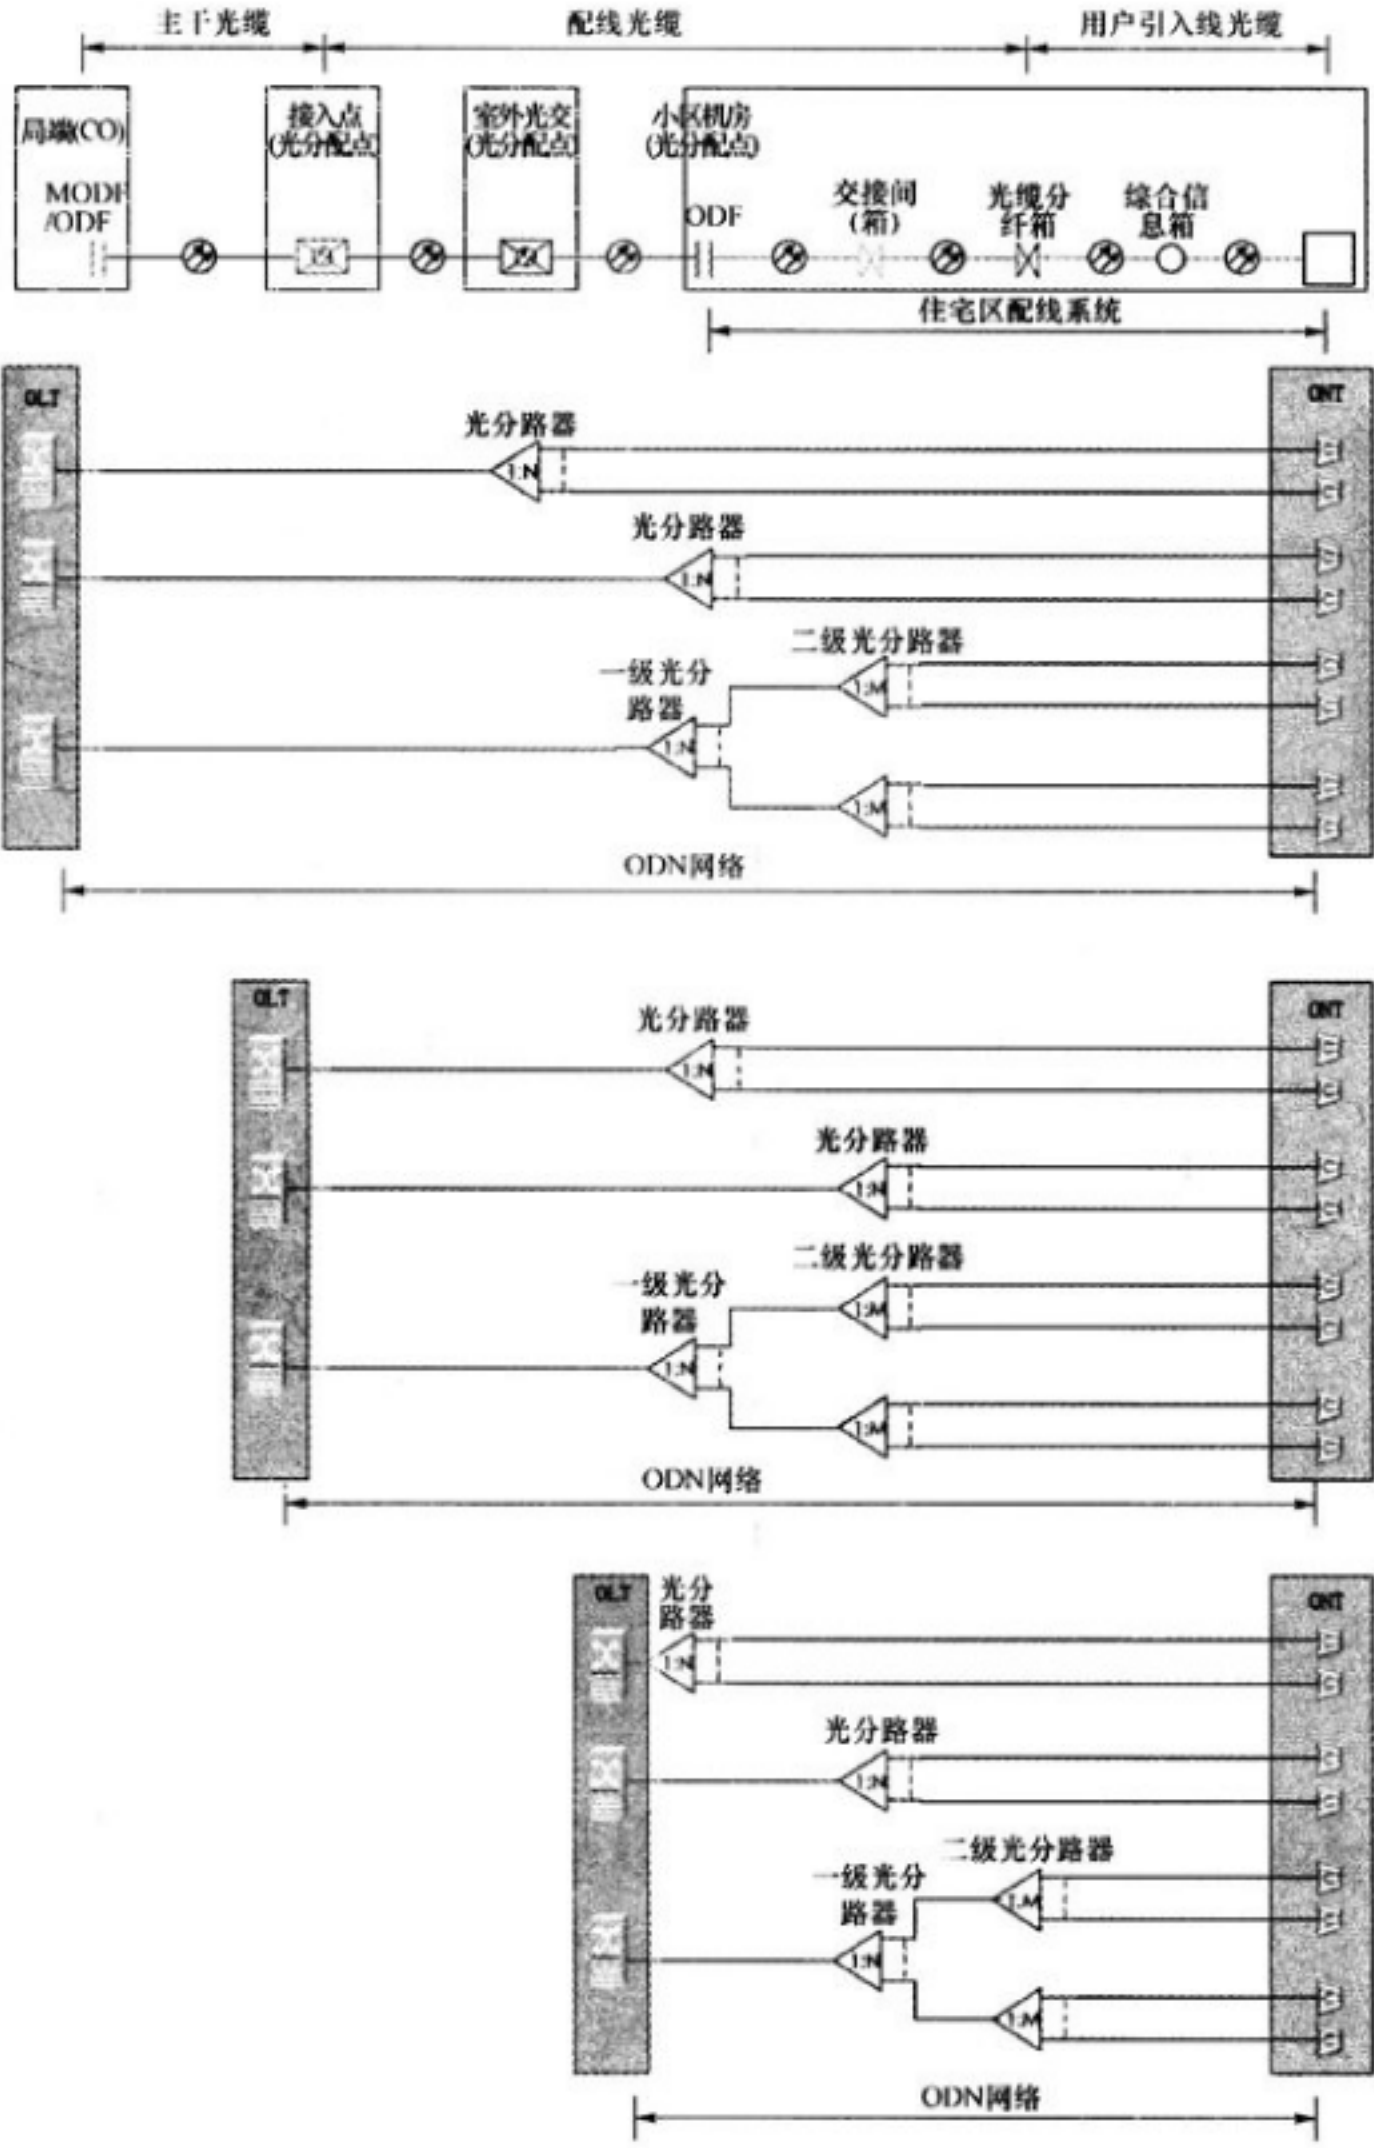 主干光缆
配线光缆
用户引入线光缆
局端(CO)
MODF
/ODF
接入点
(光分配点)
室外光交
(光分配点)
小区机房
(光分配点)
ODF
交接间
(箱)
光缆分
纤箱
综合信
息箱
住宅区配线系统
OLT
ONT
光分路器
1:N
光分路器
1:N
二级光分路器
1:M
一级光分
路器
1:N
1:M
ODN网络
OLT
ONT
光分路器
1:N
光分路器
1:N
二级光分路器
1:M
一级光分
路器
1:N
1:M
ODN网络
OLT
ONT
光分
路器
1:N
光分路器
1:N
二级光分路器
1:M
一级光分
路器
1:N
1:M
ODN网络